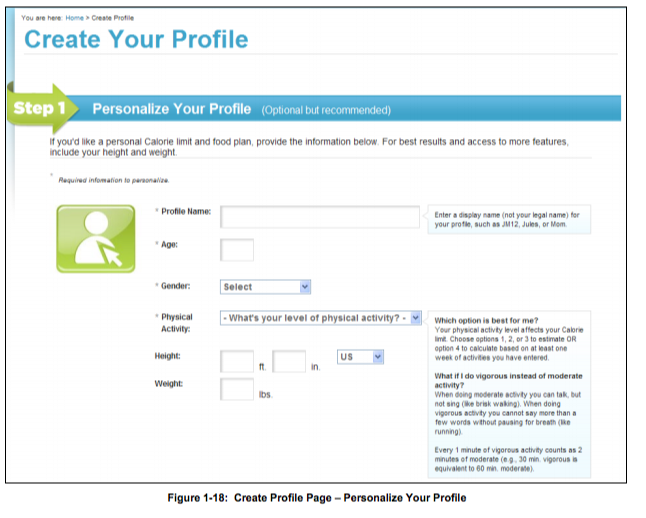 You are here: Home > Create Profile
Create Your Profile
Step 1
Personalize Your Profile (Optional but recommended)
If you'd like a personal Calorie limit and food plan, provide the information below. For best results and access to more features,
include your height and weight.
* Required information to personalize.
* Profile Name:
Enter a display name (not your legal name) for
your profile, such as JM12, Jules, or Mom.
* Age:
* Gender:
Select
* Physical
Activity:
- What's your level of physical activity? -
Which option is best for me?
Your physical activity level affects your Calorie
limit. Choose options 1, 2, or 3 to estimate OR
option 4 to calculate based on at least one
week of activities you have entered.
Height:
ft.
in.
US
Weight:
lbs.
What if I do vigorous instead of moderate
activity?
When doing moderate activity you can talk, but
not sing (like brisk walking). When doing
vigorous activity you cannot say more than a
few words without pausing for breath (like
running).
Every 1 minute of vigorous activity counts as 2
minutes of moderate (e.g., 30 min. vigorous is
equivalent to 60 min. moderate).
Figure 1-18: Create Profile Page – Personalize Your Profile